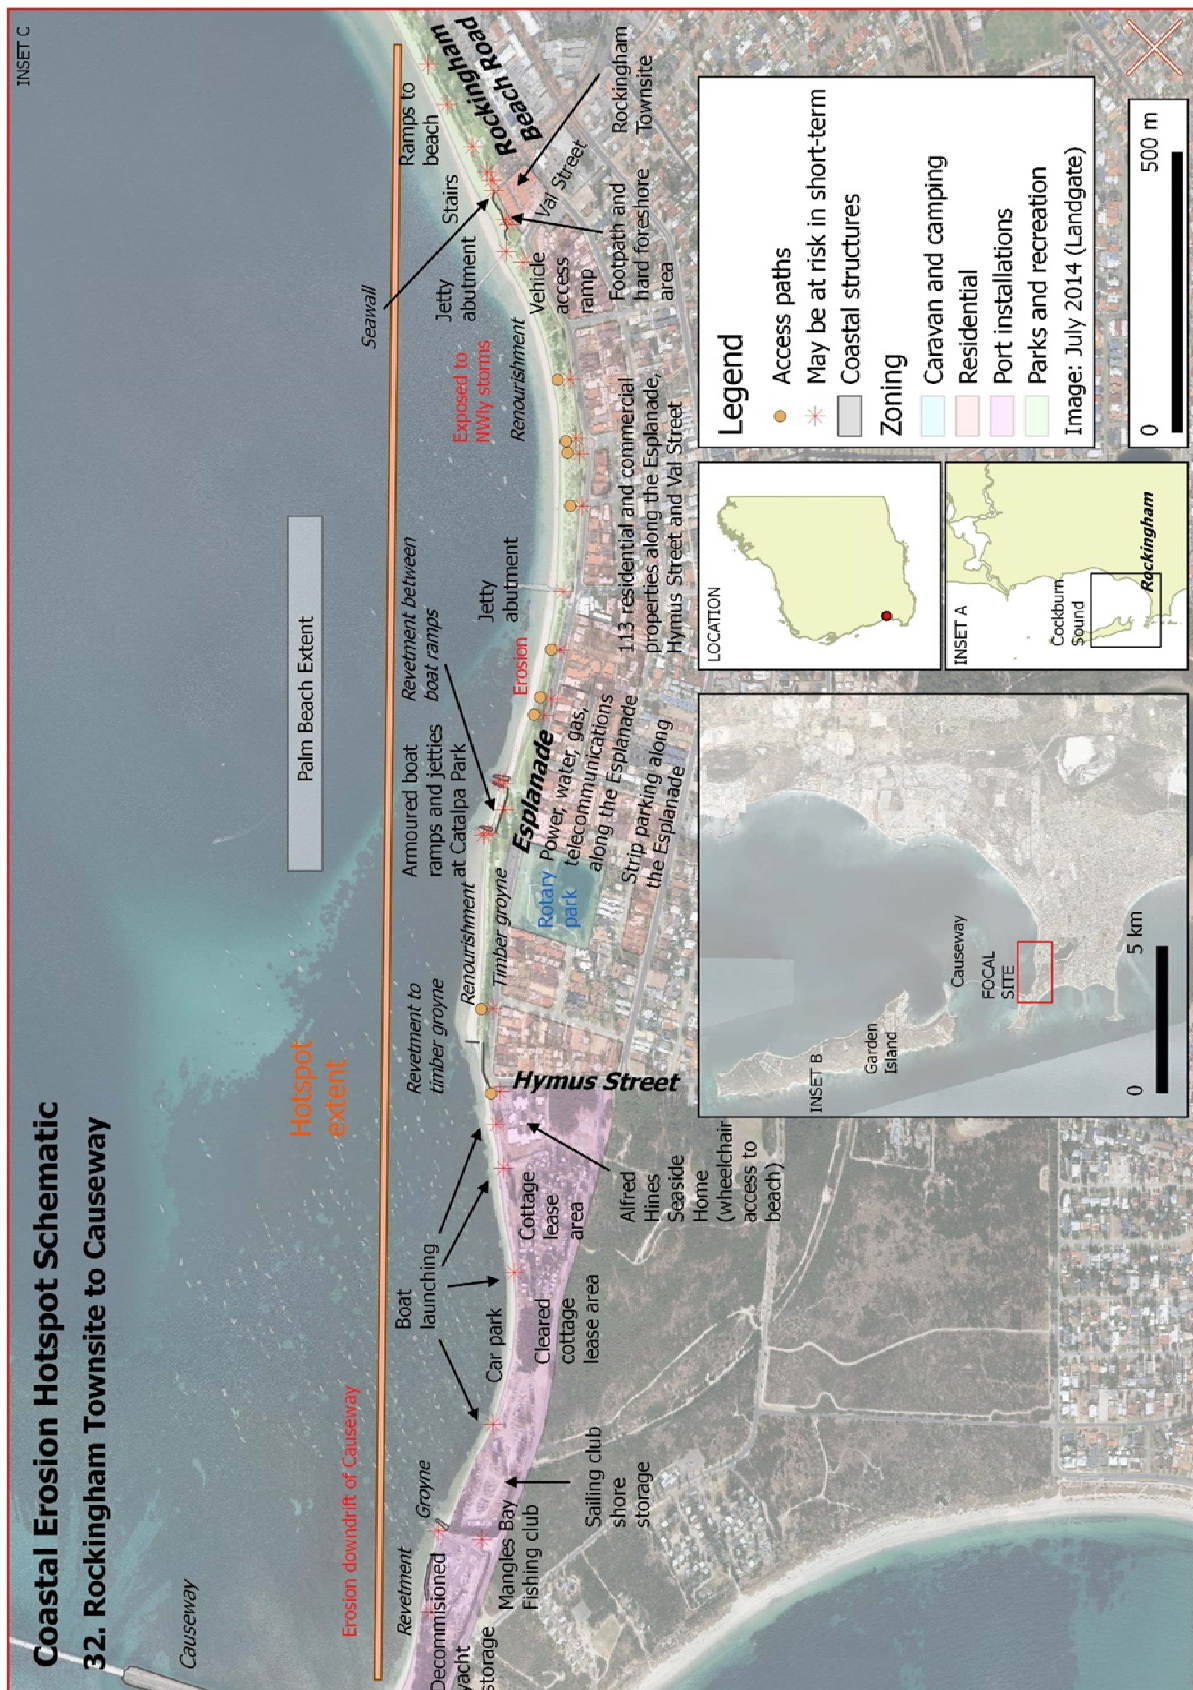 INSET C
Coastal Erosion Hotspot Schematic
32. Rockingham Townsite to Causeway
Causeway
Erosion downdrift of Causeway
Hotspot
extent
Palm Beach Extent
Seawall
Revetment
Groyne
Boat
launching
Revetment to
timber groyne
Renourishment
Timber groyne
Armoured boat
ramps and jetties
at Catalpa Park
Revetment between
boat ramps
Erosion
Jetty
abutment
Exposed to
NWly storms
Renourishment
Jetty
abutment
Stairs
Ramps to
beach
Rockingham
Beach Road
Decommisioned
yacht
storage
Mangles Bay
Fishing club
Sailing club
shore
storage
Car park
Cleared
cottage
lease area
Cottage
lease
area
Alfred
Hines
Seaside
Home
(wheelchair
access to
beach)
Hymus Street
Rotary
park
Esplanade
Power, water, gas,
telecommunications
along the Esplanade
Strip parking along
the Esplanade
113 residential and commercial
properties along the Esplanade,
Hymus Street and Val Street
Vehicle
access
ramp
Footpath and
hard foreshore
area
Val Street
Rockingham
Townsite
INSET B
Garden
Island
Causeway
FOCAL
SITE
0
5 km
LOCATION
INSET A
Cockburn
Sound
Rockingham
Legend
Access paths
May be at risk in short-term
Coastal structures
Zoning
Caravan and camping
Residential
Port installations
Parks and recreation
Image: July 2014 (Landgate)
0
500 m